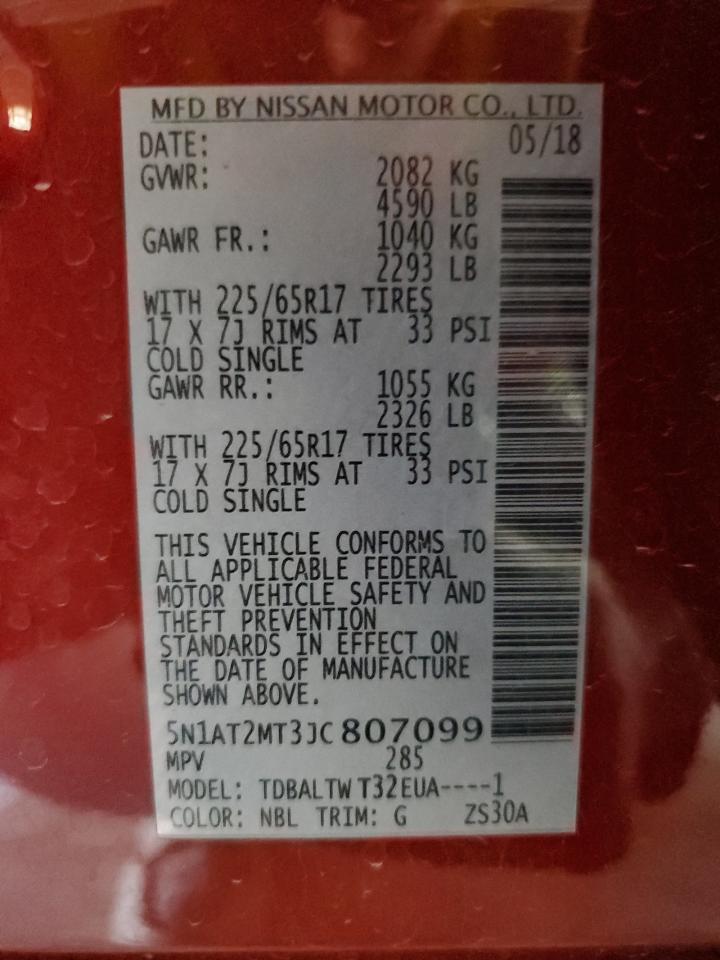 MFD BY NISSAN MOTOR CO., LTD.
DATE: 05/18
GVWR: 2082 KG
4590 LB
GAWR FR.: 1040 KG
2293 LB
WITH 225/65R17 TIRES
17 X 7J RIMS AT 33 PSI
COLD SINGLE
GAWR RR.: 1055 KG
2326 LB
WITH 225/65R17 TIRES
17 X 7J RIMS AT 33 PSI
COLD SINGLE
THIS VEHICLE CONFORMS TO
ALL APPLICABLE FEDERAL
MOTOR VEHICLE SAFETY AND
THEFT PREVENTION
STANDARDS IN EFFECT ON
THE DATE OF MANUFACTURE
SHOWN ABOVE.
5N1AT2MT3JC807099
MPV 285
MODEL: TDBALTW T32EUA----1
COLOR: NBL TRIM: G ZS30A